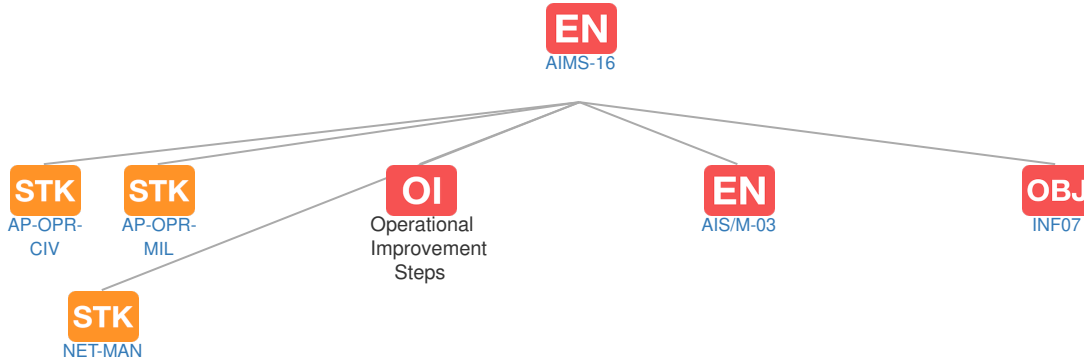 EN
AIMS-16
STK
AP-OPR-
CIV
STK
AP-OPR-
MIL
OI
Operational
Improvement
Steps
EN
AIS/M-03
OBJ
INF07
STK
NET-MAN